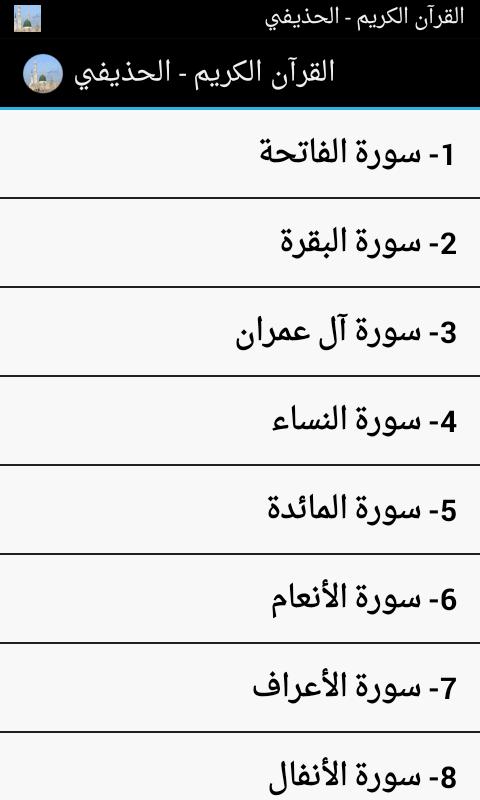 القرآن الكريم - الحذيفي
القرآن الكريم - الحذيفي
1- سورة الفاتحة
2- سورة البقرة
3- سورة آل عمران
4- سورة النساء
5- سورة المائدة
6- سورة الأنعام
7- سورة الأعراف
8- سورة الأنفال